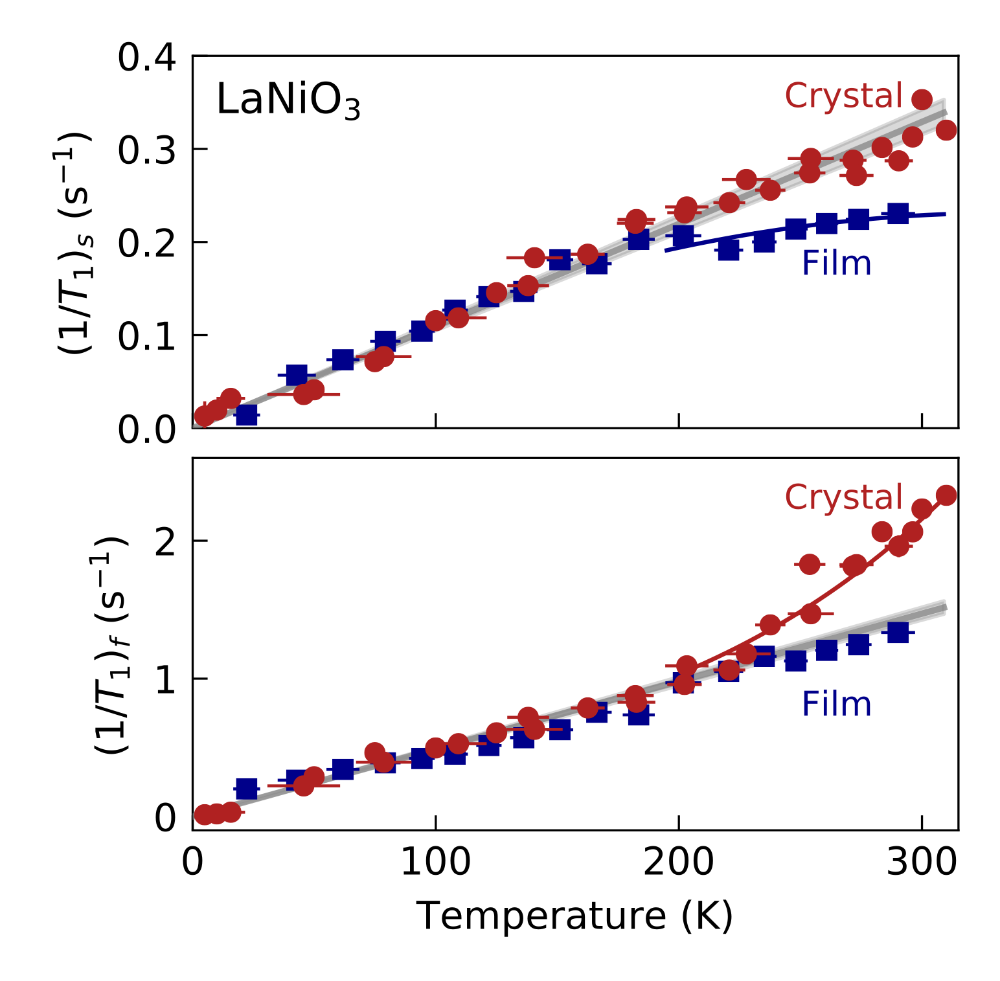 LaNiO₃
Crystal
Film
(1/T₁)ₛ (s⁻¹)
0.4
0.3
0.2
0.1
0.0
Crystal
Film
(1/T₁)f (s⁻¹)
2
1
0
0 100 200 300
Temperature (K)